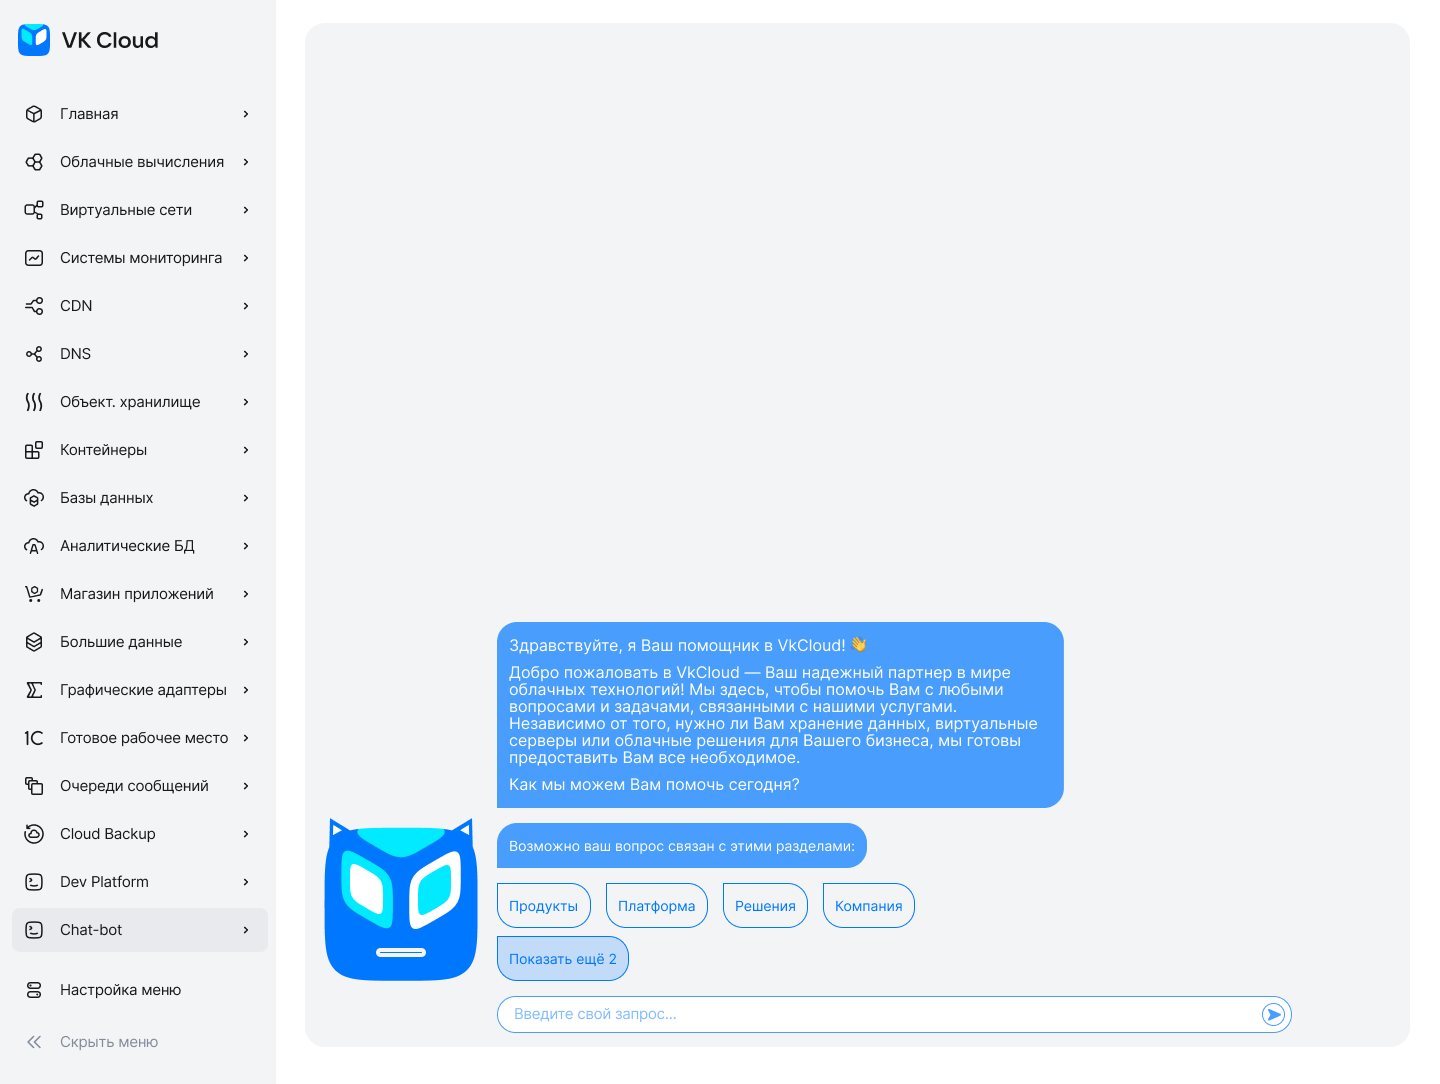 VK Cloud
Главная
Облачные вычисления
Виртуальные сети
Системы мониторинга
CDN
DNS
Объект. хранилище
Контейнеры
Базы данных
Аналитические БД
Магазин приложений
Большие данные
Графические адаптеры
1C Готовое рабочее место
Очереди сообщений
Cloud Backup
Dev Platform
Chat-bot
Настройка меню
Скрыть меню
Здравствуйте, я Ваш помощник в VkCloud! 👋
Добро пожаловать в VkCloud — Ваш надежный партнер в мире
облачных технологий! Мы здесь, чтобы помочь Вам с любыми
вопросами и задачами, связанными с нашими услугами.
Независимо от того, нужно ли Вам хранение данных, виртуальные
серверы или облачные решения для Вашего бизнеса, мы готовы
предоставить Вам все необходимое.
Как мы можем Вам помочь сегодня?
Возможно ваш вопрос связан с этими разделами:
Продукты Платформа Решения Компания
Показать ещё 2
Введите свой запрос...